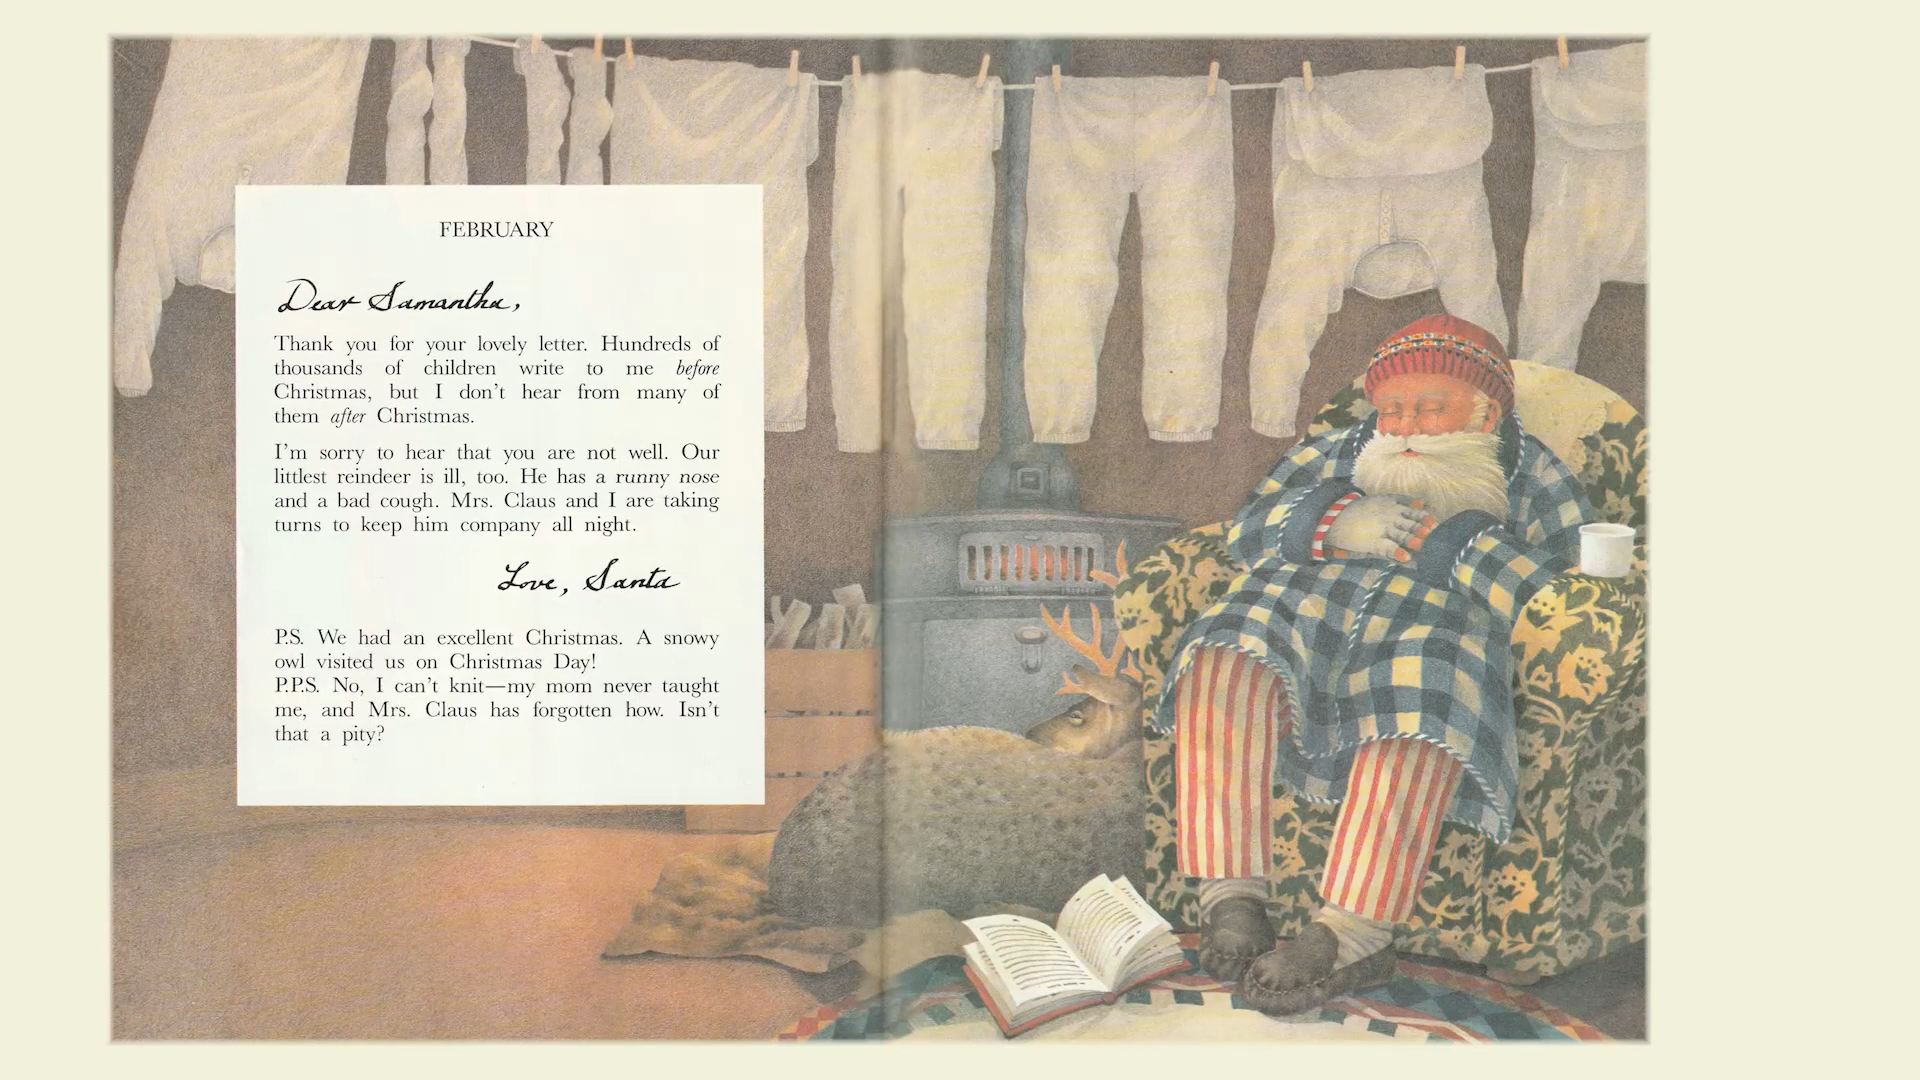 FEBRUARY
Dear Samantha,
Thank you for your lovely letter. Hundreds of
thousands of children write to me before
Christmas, but I don't hear from many of
them after Christmas.
I'm sorry to hear that you are not well. Our
littlest reindeer is ill, too. He has a runny nose
and a bad cough. Mrs. Claus and I are taking
turns to keep him company all night.
Love, Santa
P.S. We had an excellent Christmas. A snowy
owl visited us on Christmas Day!
P.P.S. No, I can't knit—my mom never taught
me, and Mrs. Claus has forgotten how. Isn't
that a pity?